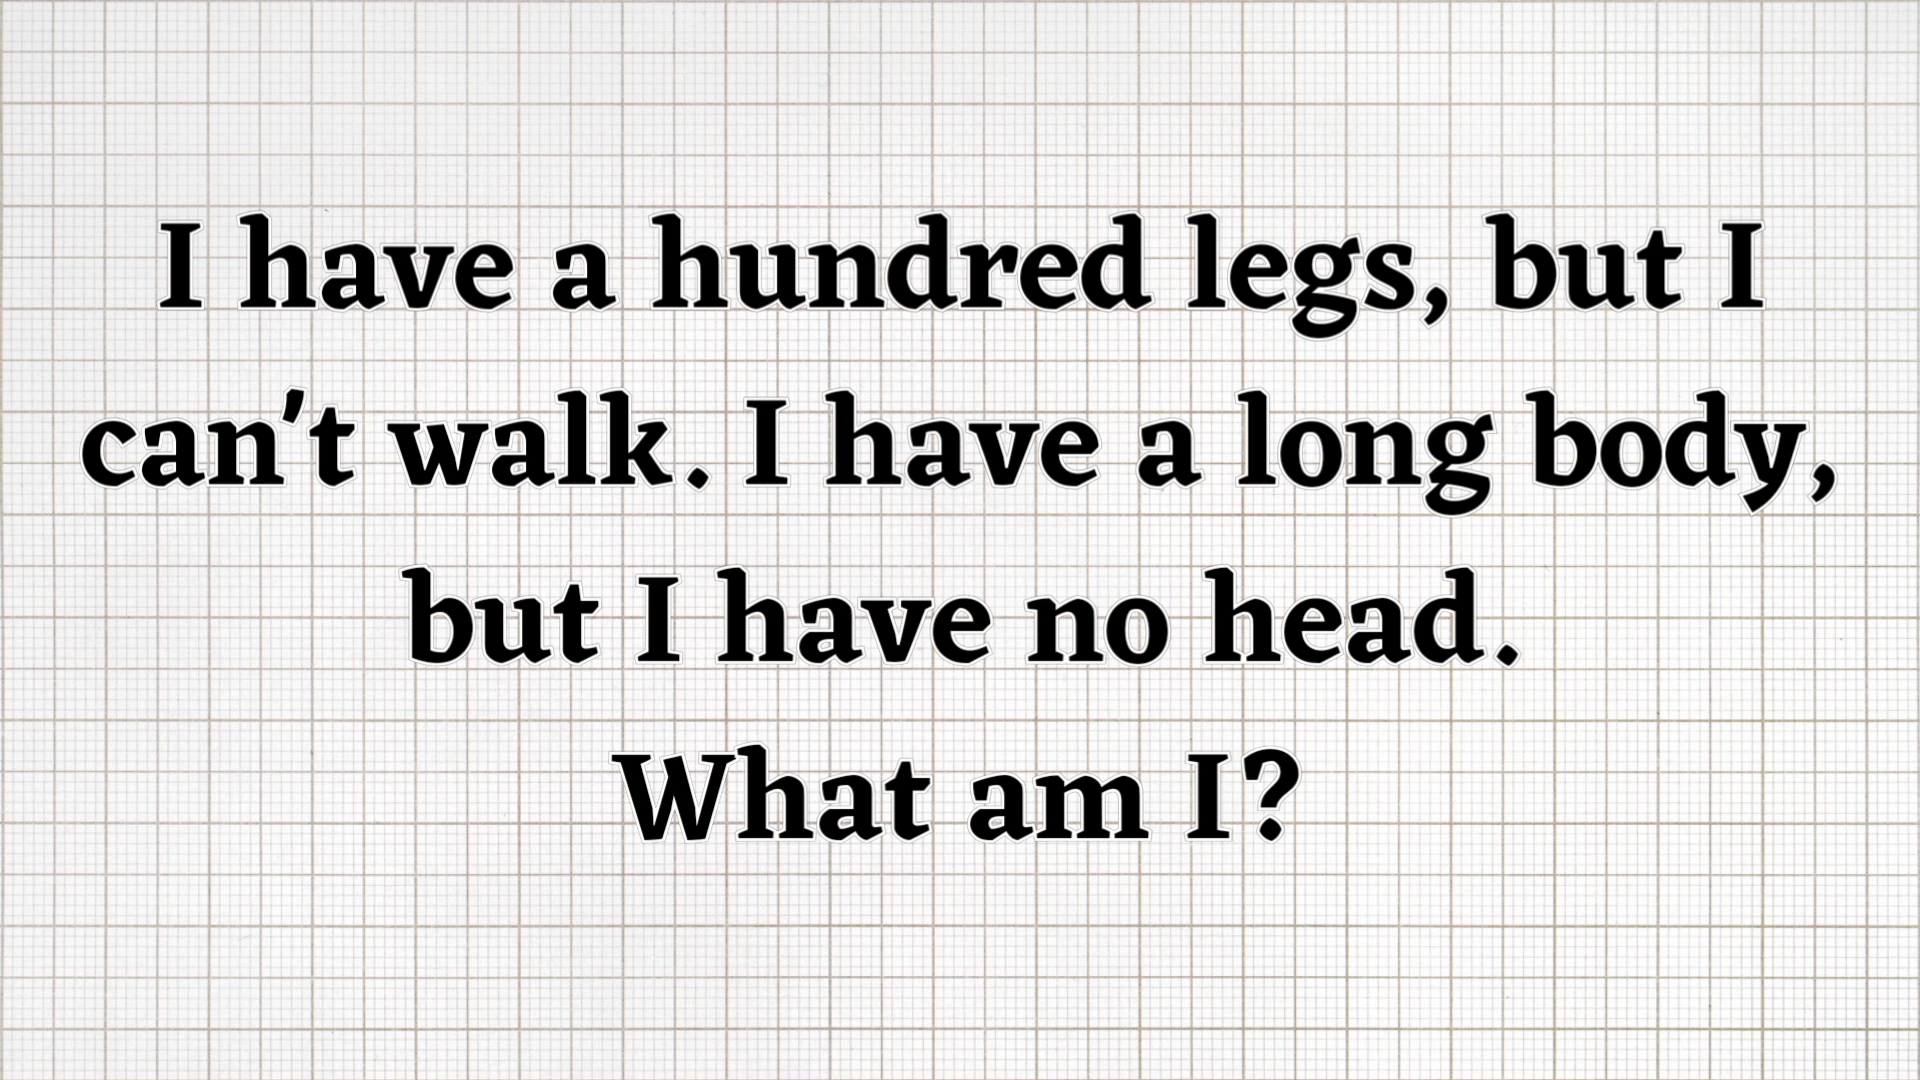 I have a hundred legs, but I
can't walk. I have a long body,
but I have no head.
What am I?